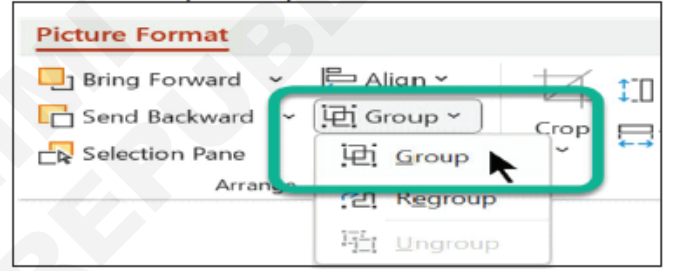 Picture Format
Bring Forward Align
Send Backward Group
Crop
Selection Pane Group
Arrange
Regroup
Ungroup